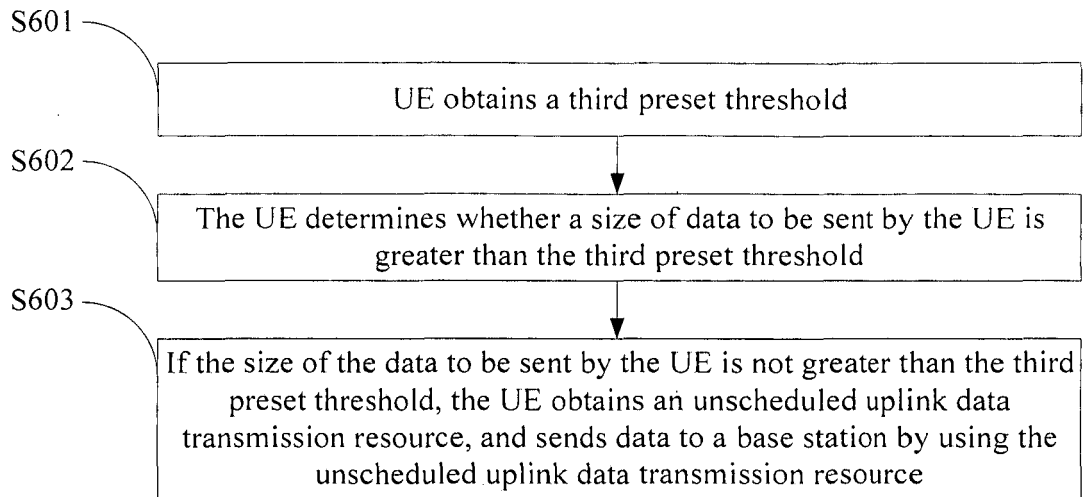 S601
UE obtains a third preset threshold
S602
The UE determines whether a size of data to be sent by the UE is
greater than the third preset threshold
S603
If the size of the data to be sent by the UE is not greater than the third
preset threshold, the UE obtains an unscheduled uplink data
transmission resource, and sends data to a base station by using the
unscheduled uplink data transmission resource